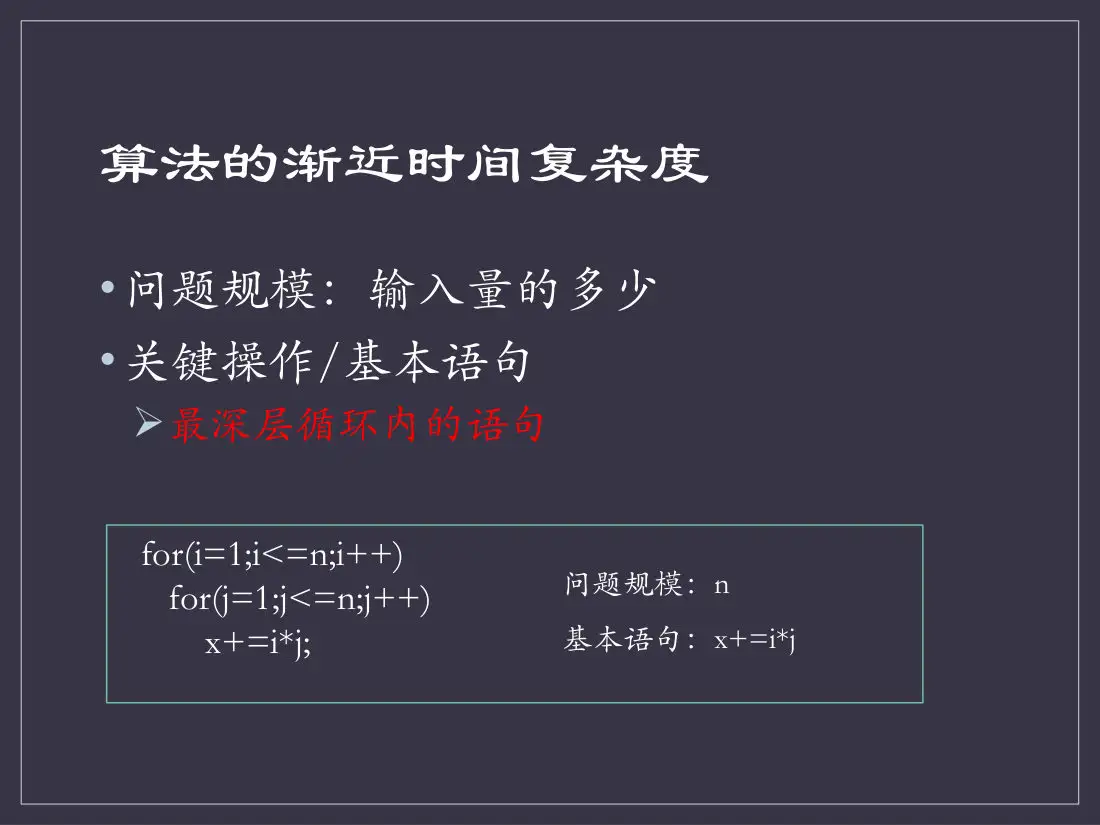 算法的渐近时间复杂度
•问题规模：输入量的多少
•关键操作/基本语句
➢最深层循环内的语句
for(i=1;i<=n;i++)
for(j=1;j<=n;j++)
x+=i*j;
问题规模：n
基本语句：x+=i*j